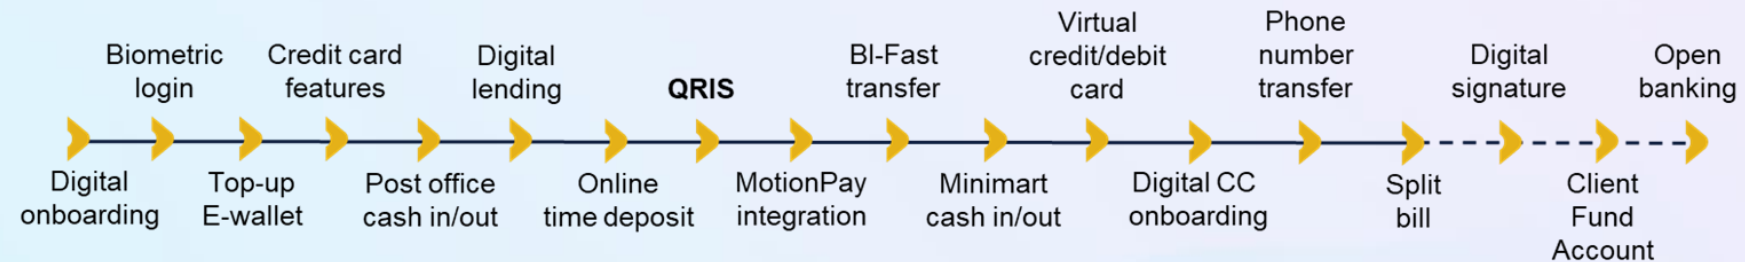 Digital
onboarding
Biometric
login
Top-up
E-wallet
Credit card
features
Post office
cash in/out
Digital
lending
Online
time deposit
QRIS
MotionPay
integration
BI-Fast
transfer
Minimart
cash in/out
Virtual
credit/debit
card
Digital CC
onboarding
Phone
number
transfer
Split
bill
Digital
signature
Client
Fund
Account
Open
banking